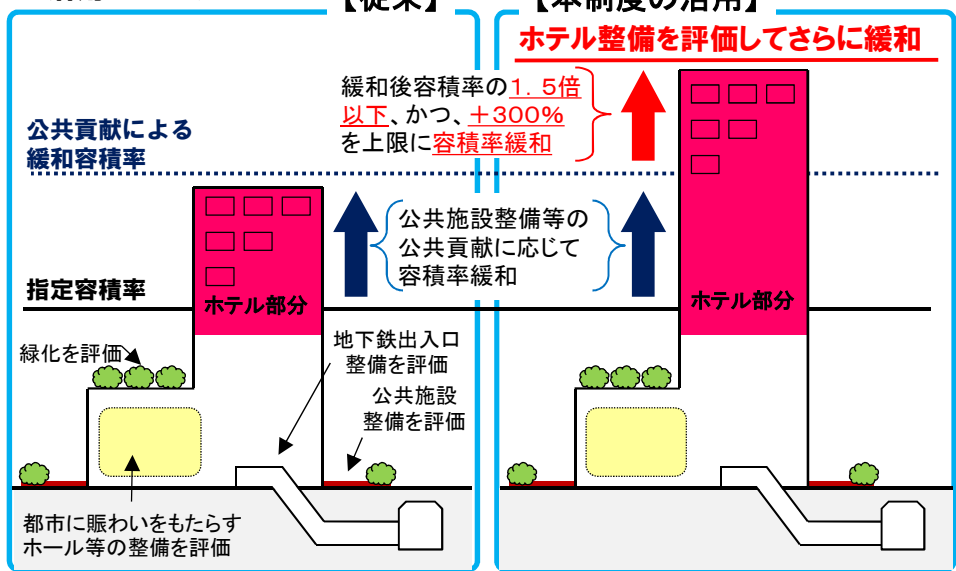 【従来】
【本制度の活用】
ホテル整備を評価してさらに緩和
緩和後容積率の1．5倍
以下、かつ、＋300％
を上限に容積率緩和
公共貢献による
緩和容積率
公共施設整備等の
公共貢献に応じて
容積率緩和
指定容積率
ホテル部分
ホテル部分
緑化を評価
地下鉄出入口
整備を評価
公共施設
整備を評価
都市に賑わいをもたらす
ホール等の整備を評価